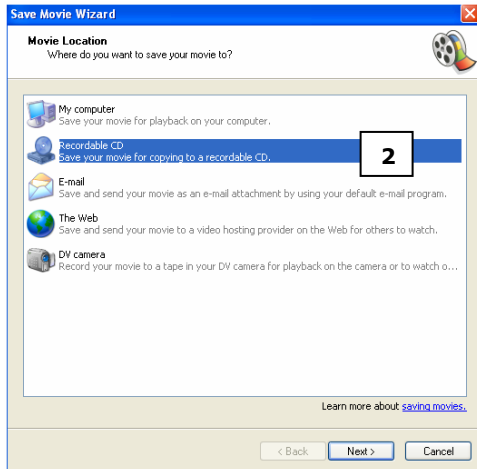 Save Movie Wizard
Movie Location
Where do you want to save your movie to?
My computer
Save your movie for playback on your computer.
Recordable CD
Save your movie for copying to a recordable CD.
2
E-mail
Save and send your movie as an e-mail attachment by using your default e-mail program.
The Web
Save and send your movie to a video hosting provider on the Web for others to watch.
DV camera
Record your movie to a tape in your DV camera for playback on the camera or to watch o...
Learn more about saving movies.
< Back
Next >
Cancel